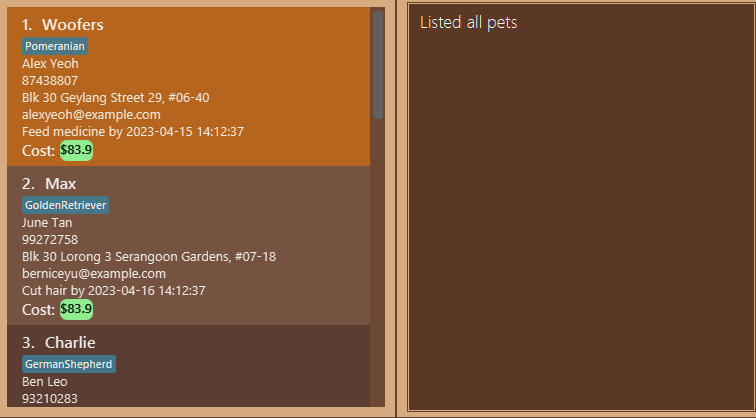 1. Woofers
Pomeranian
Alex Yeoh
87438807
Blk 30 Geylang Street 29, #06-40
alexyeoh@example.com
Feed medicine by 2023-04-15 14:12:37
Cost: $83.9
2. Max
GoldenRetriever
June Tan
99272758
Blk 30 Lorong 3 Serangoon Gardens, #07-18
berniceyu@example.com
Cut hair by 2023-04-16 14:12:37
Cost: $83.9
3. Charlie
GermanShepherd
Ben Leo
93210283
Listed all pets